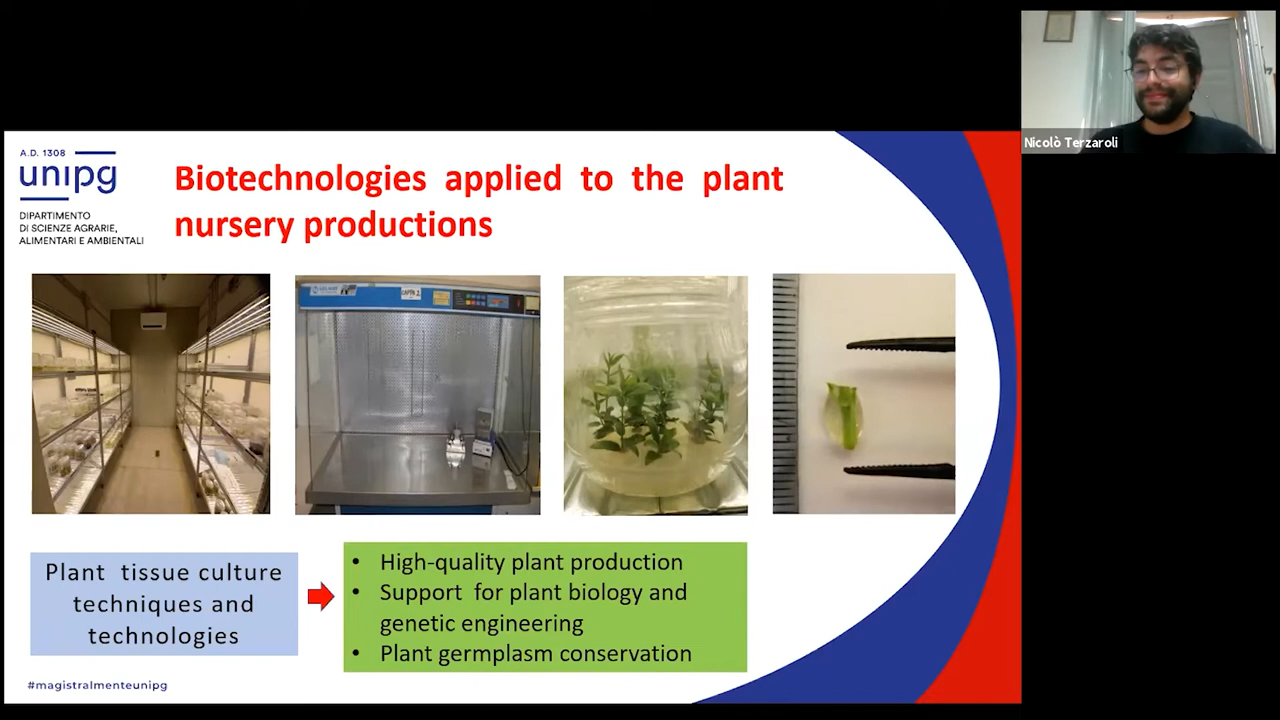 Nicolò Terzaroli
A.D. 1308
unipg
DIPARTIMENTO
DI SCIENZE AGRARIE,
ALIMENTARI E AMBIENTALI
Biotechnologies applied to the plant
nursery productions
CAPPA 2
Plant tissue culture
techniques and
technologies
• High-quality plant production
• Support for plant biology and
genetic engineering
• Plant germplasm conservation
#magistralmenteunipg